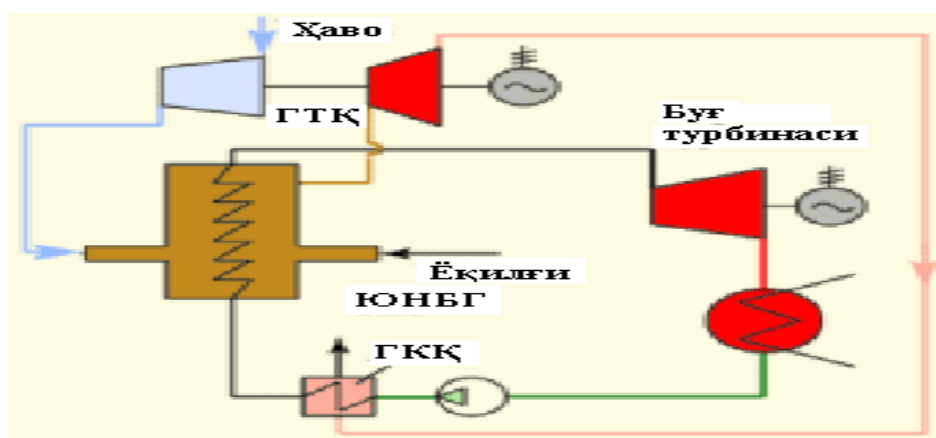 Ҳаво
ГТҚ
Буғ
турбинаси
Ёқилғи
ЮНБГ
ГКҚ